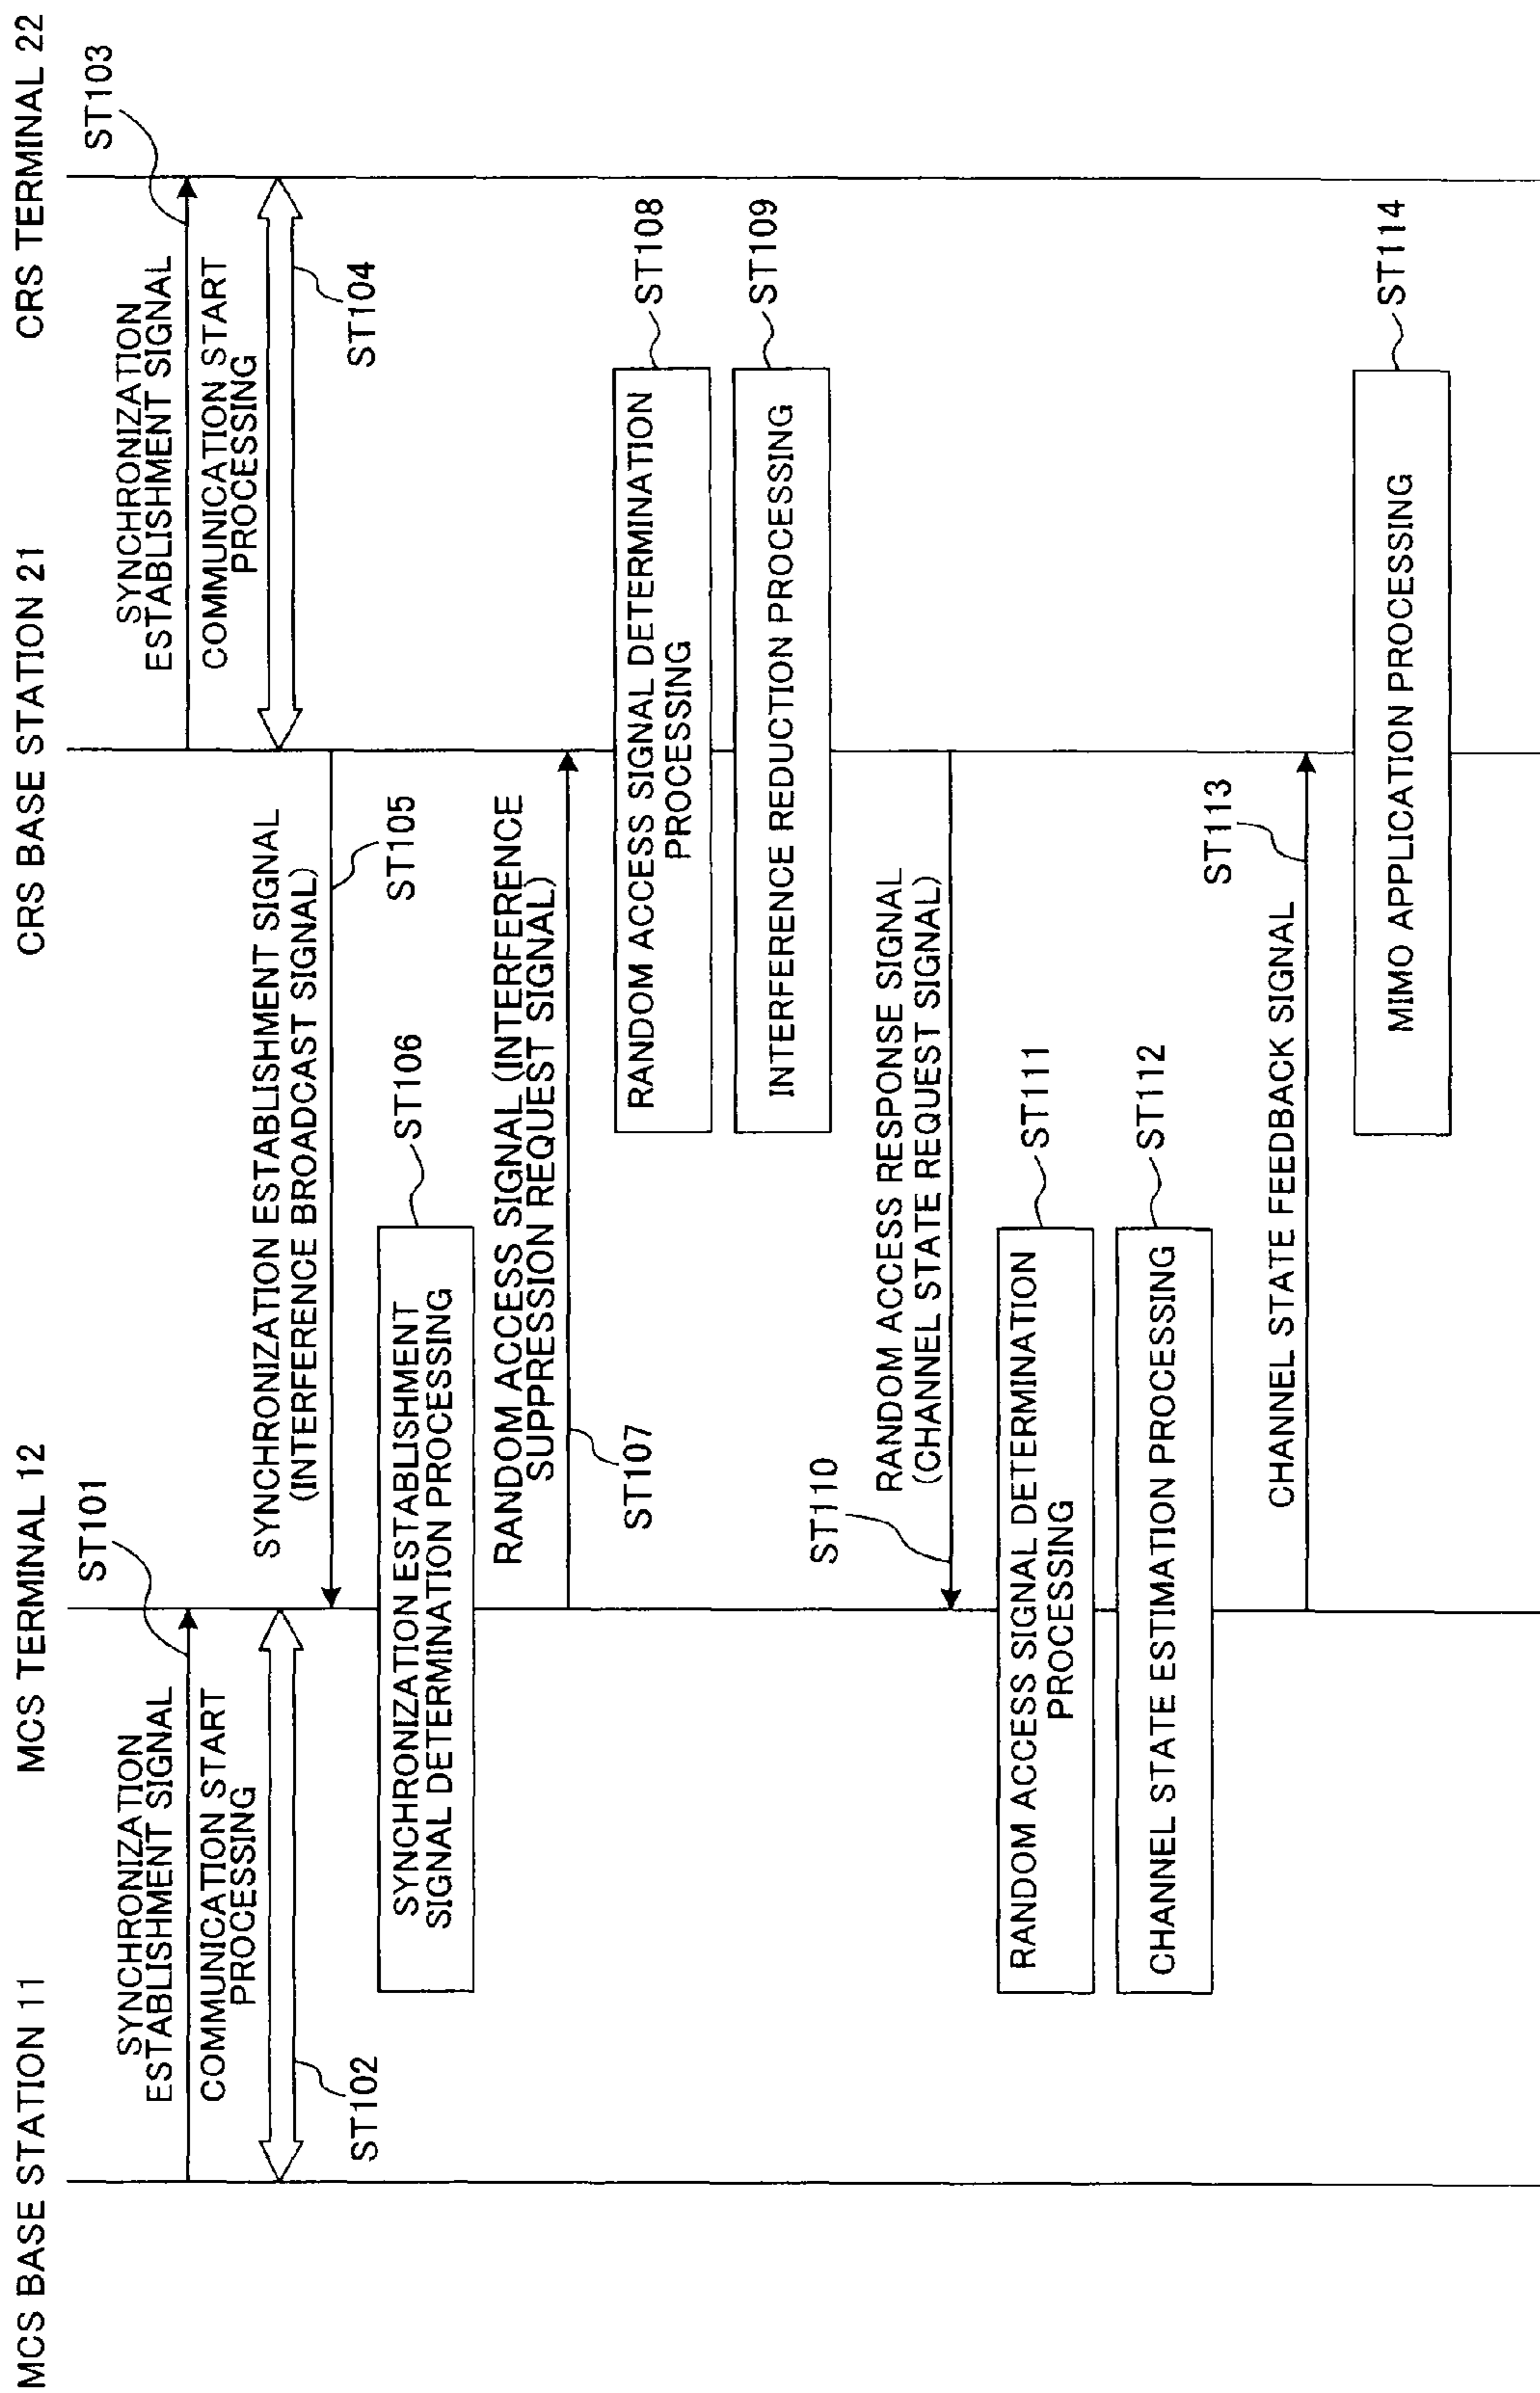 MCS BASE STATION 11
MCS TERMINAL 12
CRS BASE STATION 21
CRS TERMINAL 22
SYNCHRONIZATION
ESTABLISHMENT SIGNAL
ST101
COMMUNICATION START
PROCESSING
ST102
SYNCHRONIZATION
ESTABLISHMENT SIGNAL
ST103
COMMUNICATION START
PROCESSING
ST104
SYNCHRONIZATION ESTABLISHMENT SIGNAL
(INTERFERENCE BROADCAST SIGNAL)
ST105
SYNCHRONIZATION ESTABLISHMENT
SIGNAL DETERMINATION PROCESSING
ST106
RANDOM ACCESS SIGNAL (INTERFERENCE
SUPPRESSION REQUEST SIGNAL)
ST107
RANDOM ACCESS SIGNAL DETERMINATION
PROCESSING
ST108
INTERFERENCE REDUCTION PROCESSING
ST109
RANDOM ACCESS RESPONSE SIGNAL
(CHANNEL STATE REQUEST SIGNAL)
ST110
RANDOM ACCESS SIGNAL DETERMINATION
PROCESSING
ST111
CHANNEL STATE ESTIMATION PROCESSING
ST112
CHANNEL STATE FEEDBACK SIGNAL
ST113
MIMO APPLICATION PROCESSING
ST114